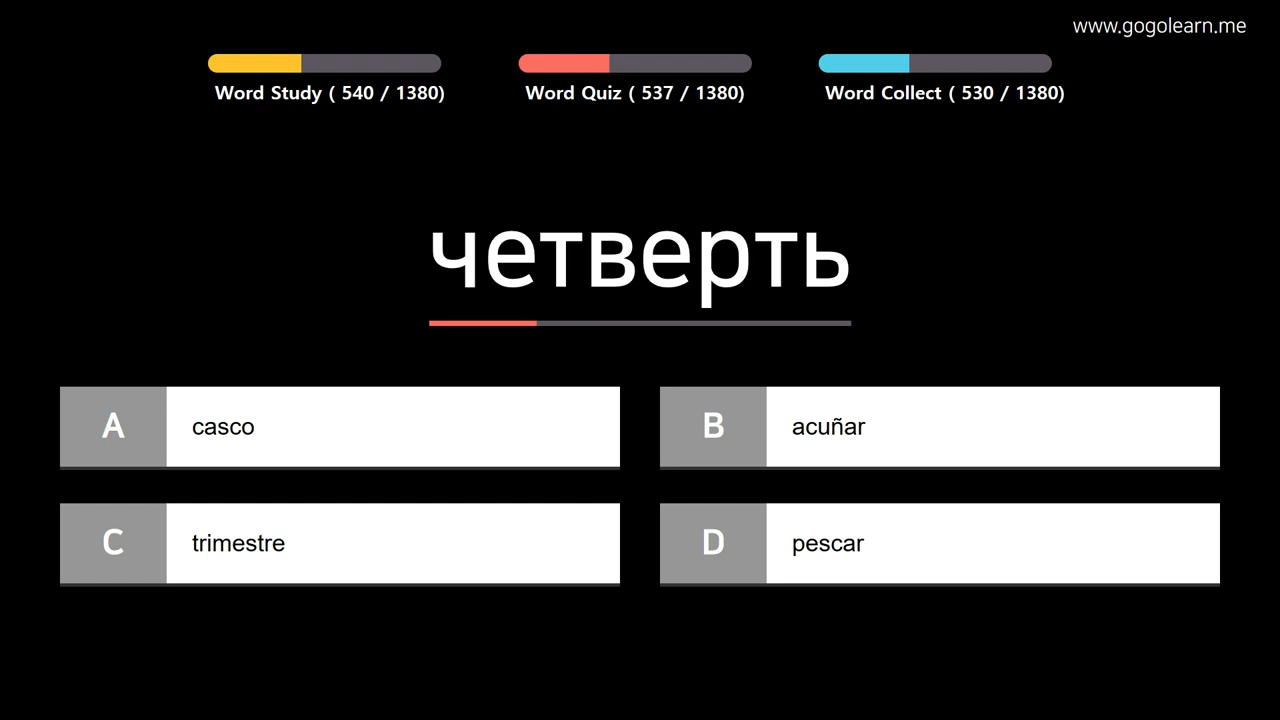 www.gogolearn.me
Word Study ( 540 / 1380)
Word Quiz ( 537 / 1380)
Word Collect ( 530 / 1380)
четверть
A casco
B acuñar
C trimestre
D pescar